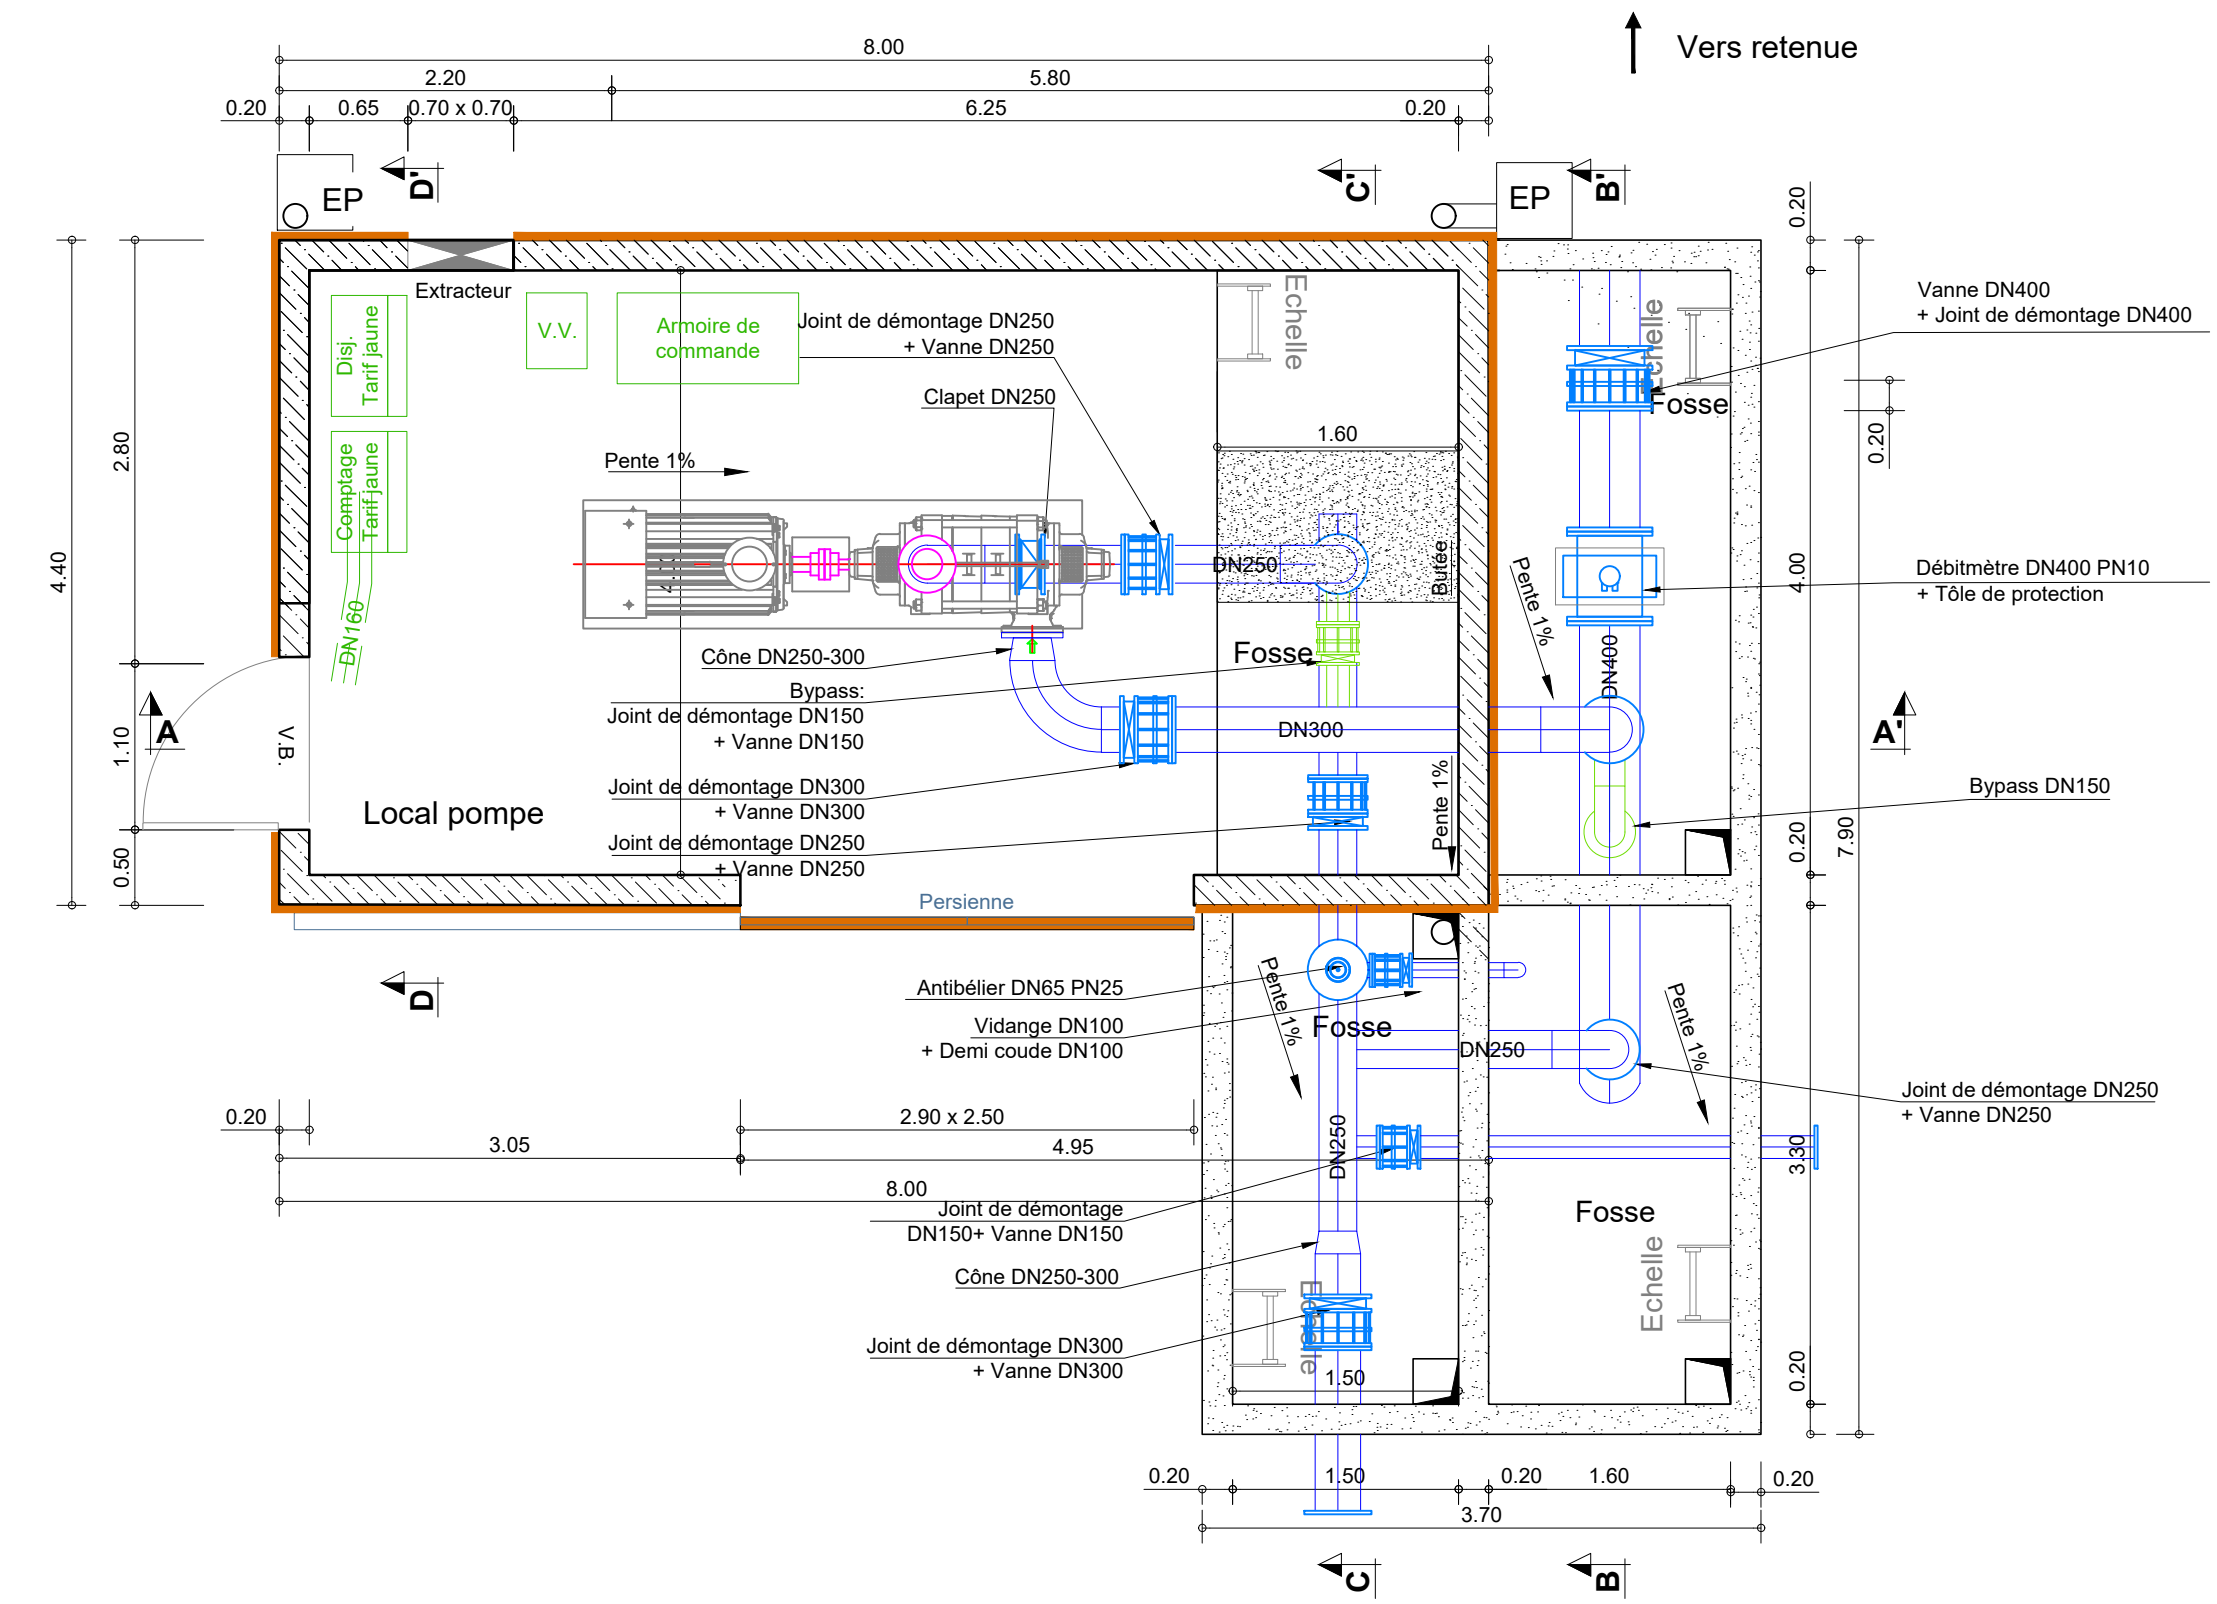 Vers retenue
8.00
2.20
5.80
0.20
0.65
0.70 x 0.70
6.25
0.20
D'
C'
B'
EP
EP
0.20
Extracteur
Disj.
Tarif jaune
V.V.
Armoire de
commande
Joint de démontage DN250
+ Vanne DN250
Echelle
Echelle
Vanne DN400
+ Joint de démontage DN400
Clapet DN250
Fosse
1.60
0.20
2.80
Comptage
Tarif jaune
Pente 1%
4.40
DN250
Butée
Pente 1%
4.00
Débitmètre DN400 PN10
+ Tôle de protection
DN160
Cône DN250-300
Fosse
DN400
Bypass:
Joint de démontage DN150
+ Vanne DN150
A
V.B.
1.10
DN300
A'
Joint de démontage DN300
+ Vanne DN300
Pente 1%
Bypass DN150
Local pompe
Joint de démontage DN250
+ Vanne DN250
0.50
0.20
7.90
Persienne
D
Antibélier DN65 PN25
Pente 1%
Vidange DN100
+ Demi coude DN100
Fosse
DN250
Pente 1%
Joint de démontage DN250
+ Vanne DN250
0.20
2.90 x 2.50
3.05
4.95
DN250
3.30
8.00
Joint de démontage
DN150+ Vanne DN150
Fosse
Cône DN250-300
Echelle
Echelle
Joint de démontage DN300
+ Vanne DN300
1.50
0.20
0.20
1.50
0.20
1.60
0.20
3.70
C
B